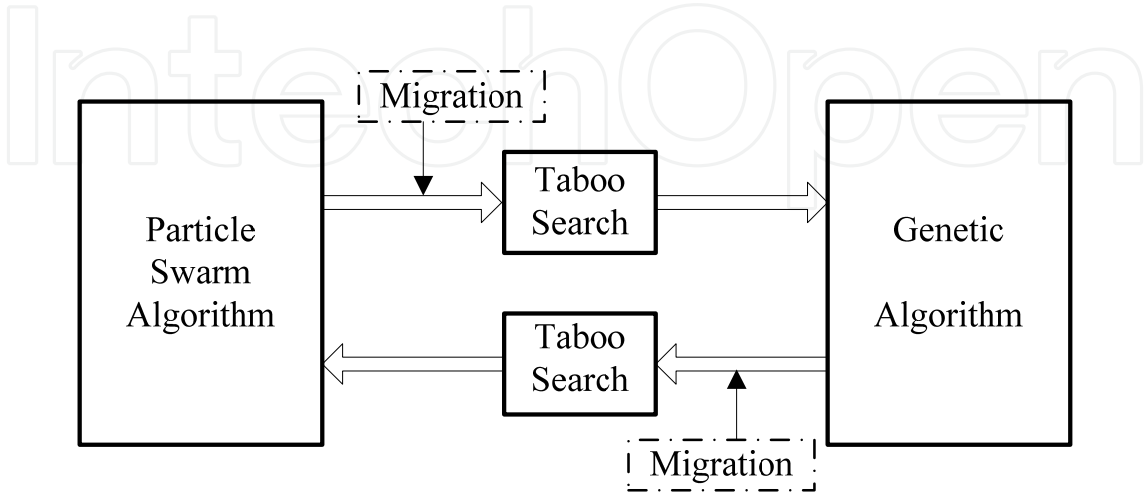 IntechOpen
Migration
Particle
Swarm
Algorithm
Taboo
Search
Genetic
Algorithm
Taboo
Search
Migration